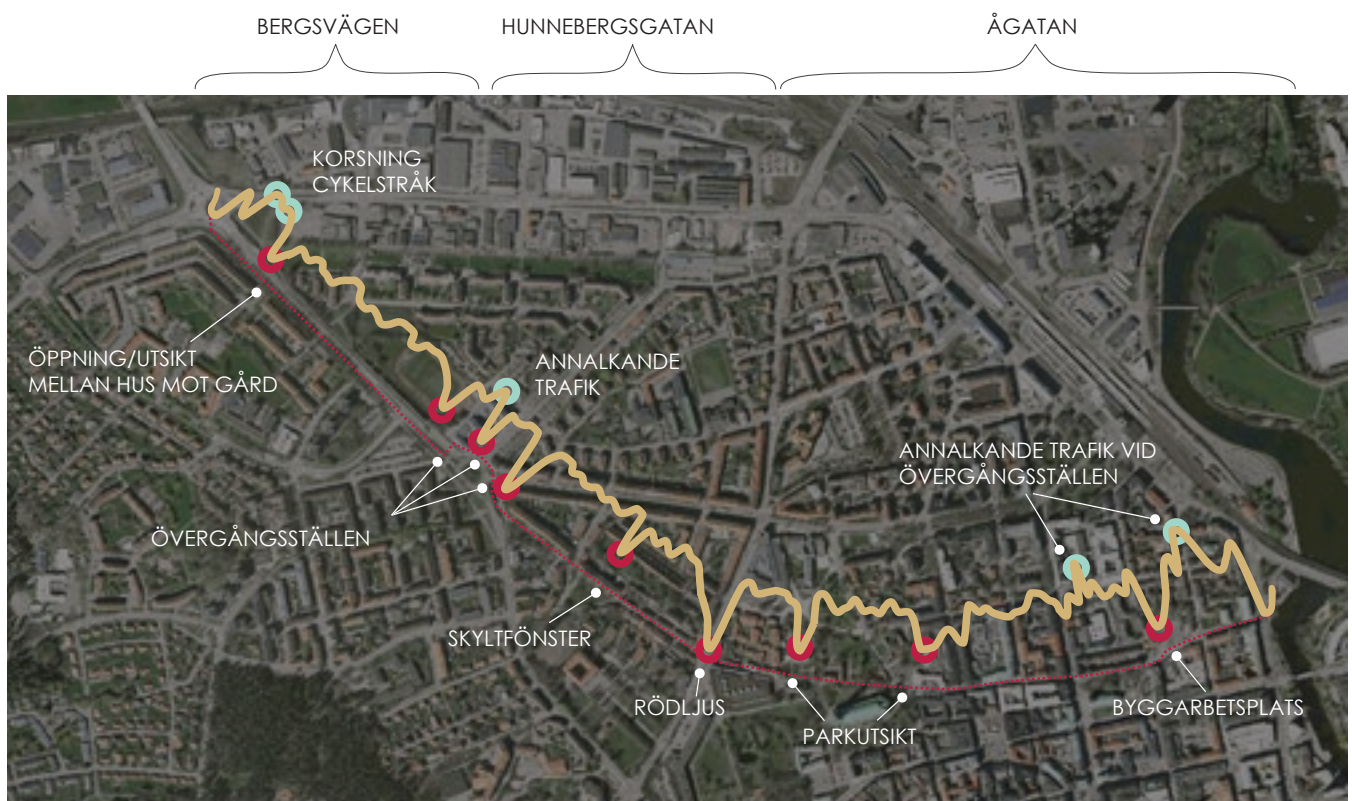 BERGSVÄGEN
HUNNEBERGSGATAN
ÅGATAN
KORSNING
CYKELSTRÅK
ÖPPNING/UTSIKT
MELLAN HUS MOT GÅRD
ANNALKANDE
TRAFIK
ANNALKANDE TRAFIK VID
ÖVERGÅNGSSTÄLLEN
ÖVERGÅNGSSTÄLLEN
SKYLTFÖNSTER
RÖDLJUS
PARKUTSIKT
BYGGARBETSPLATS